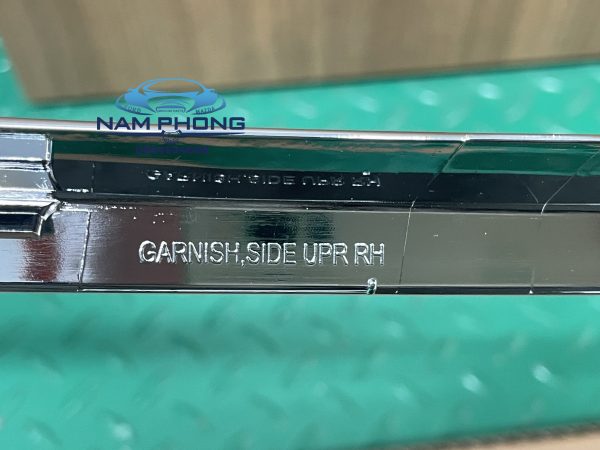 NAM PHONG
GARNISH,SIDE UPR RH